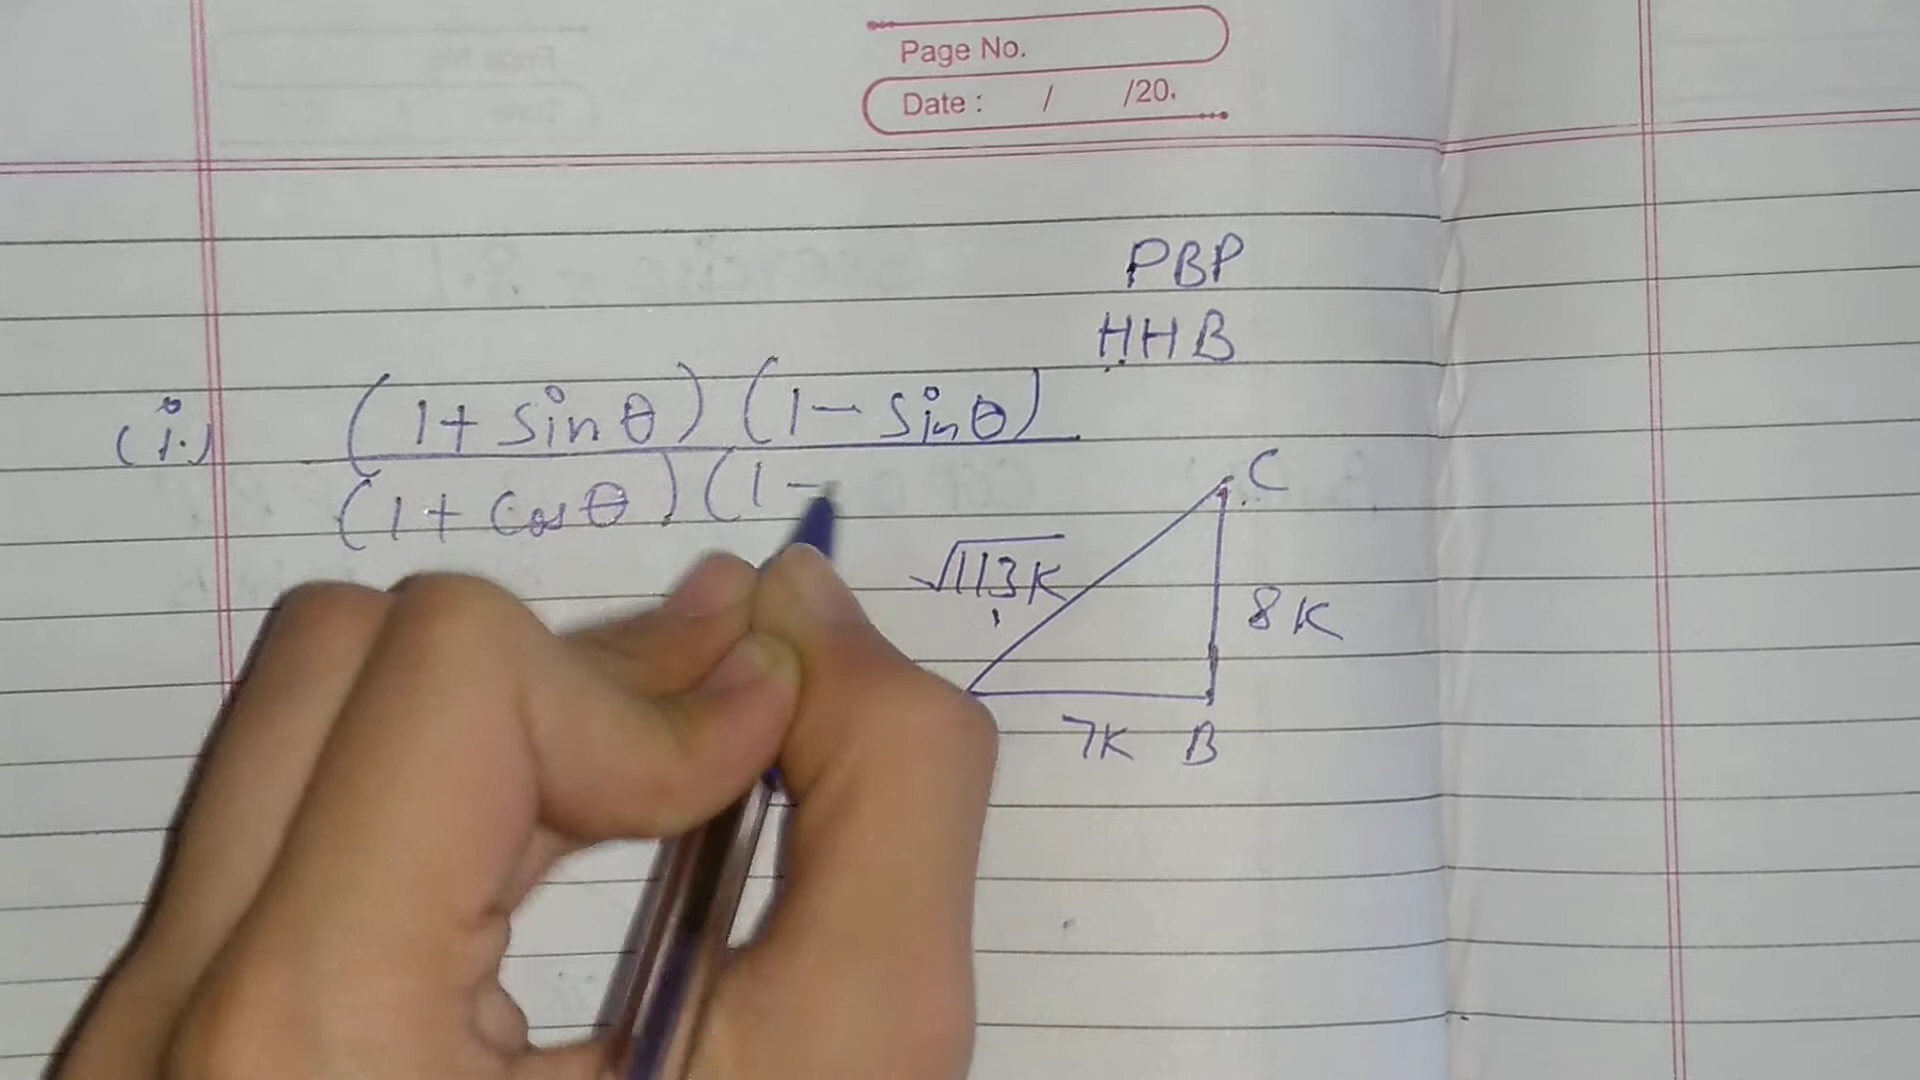 Page No.
Date : / /20.
PBP
HHB
(i.) (1+ sinθ) (1- sinθ)
(1+ cosθ) (1-
C
√113K
8K
7K B